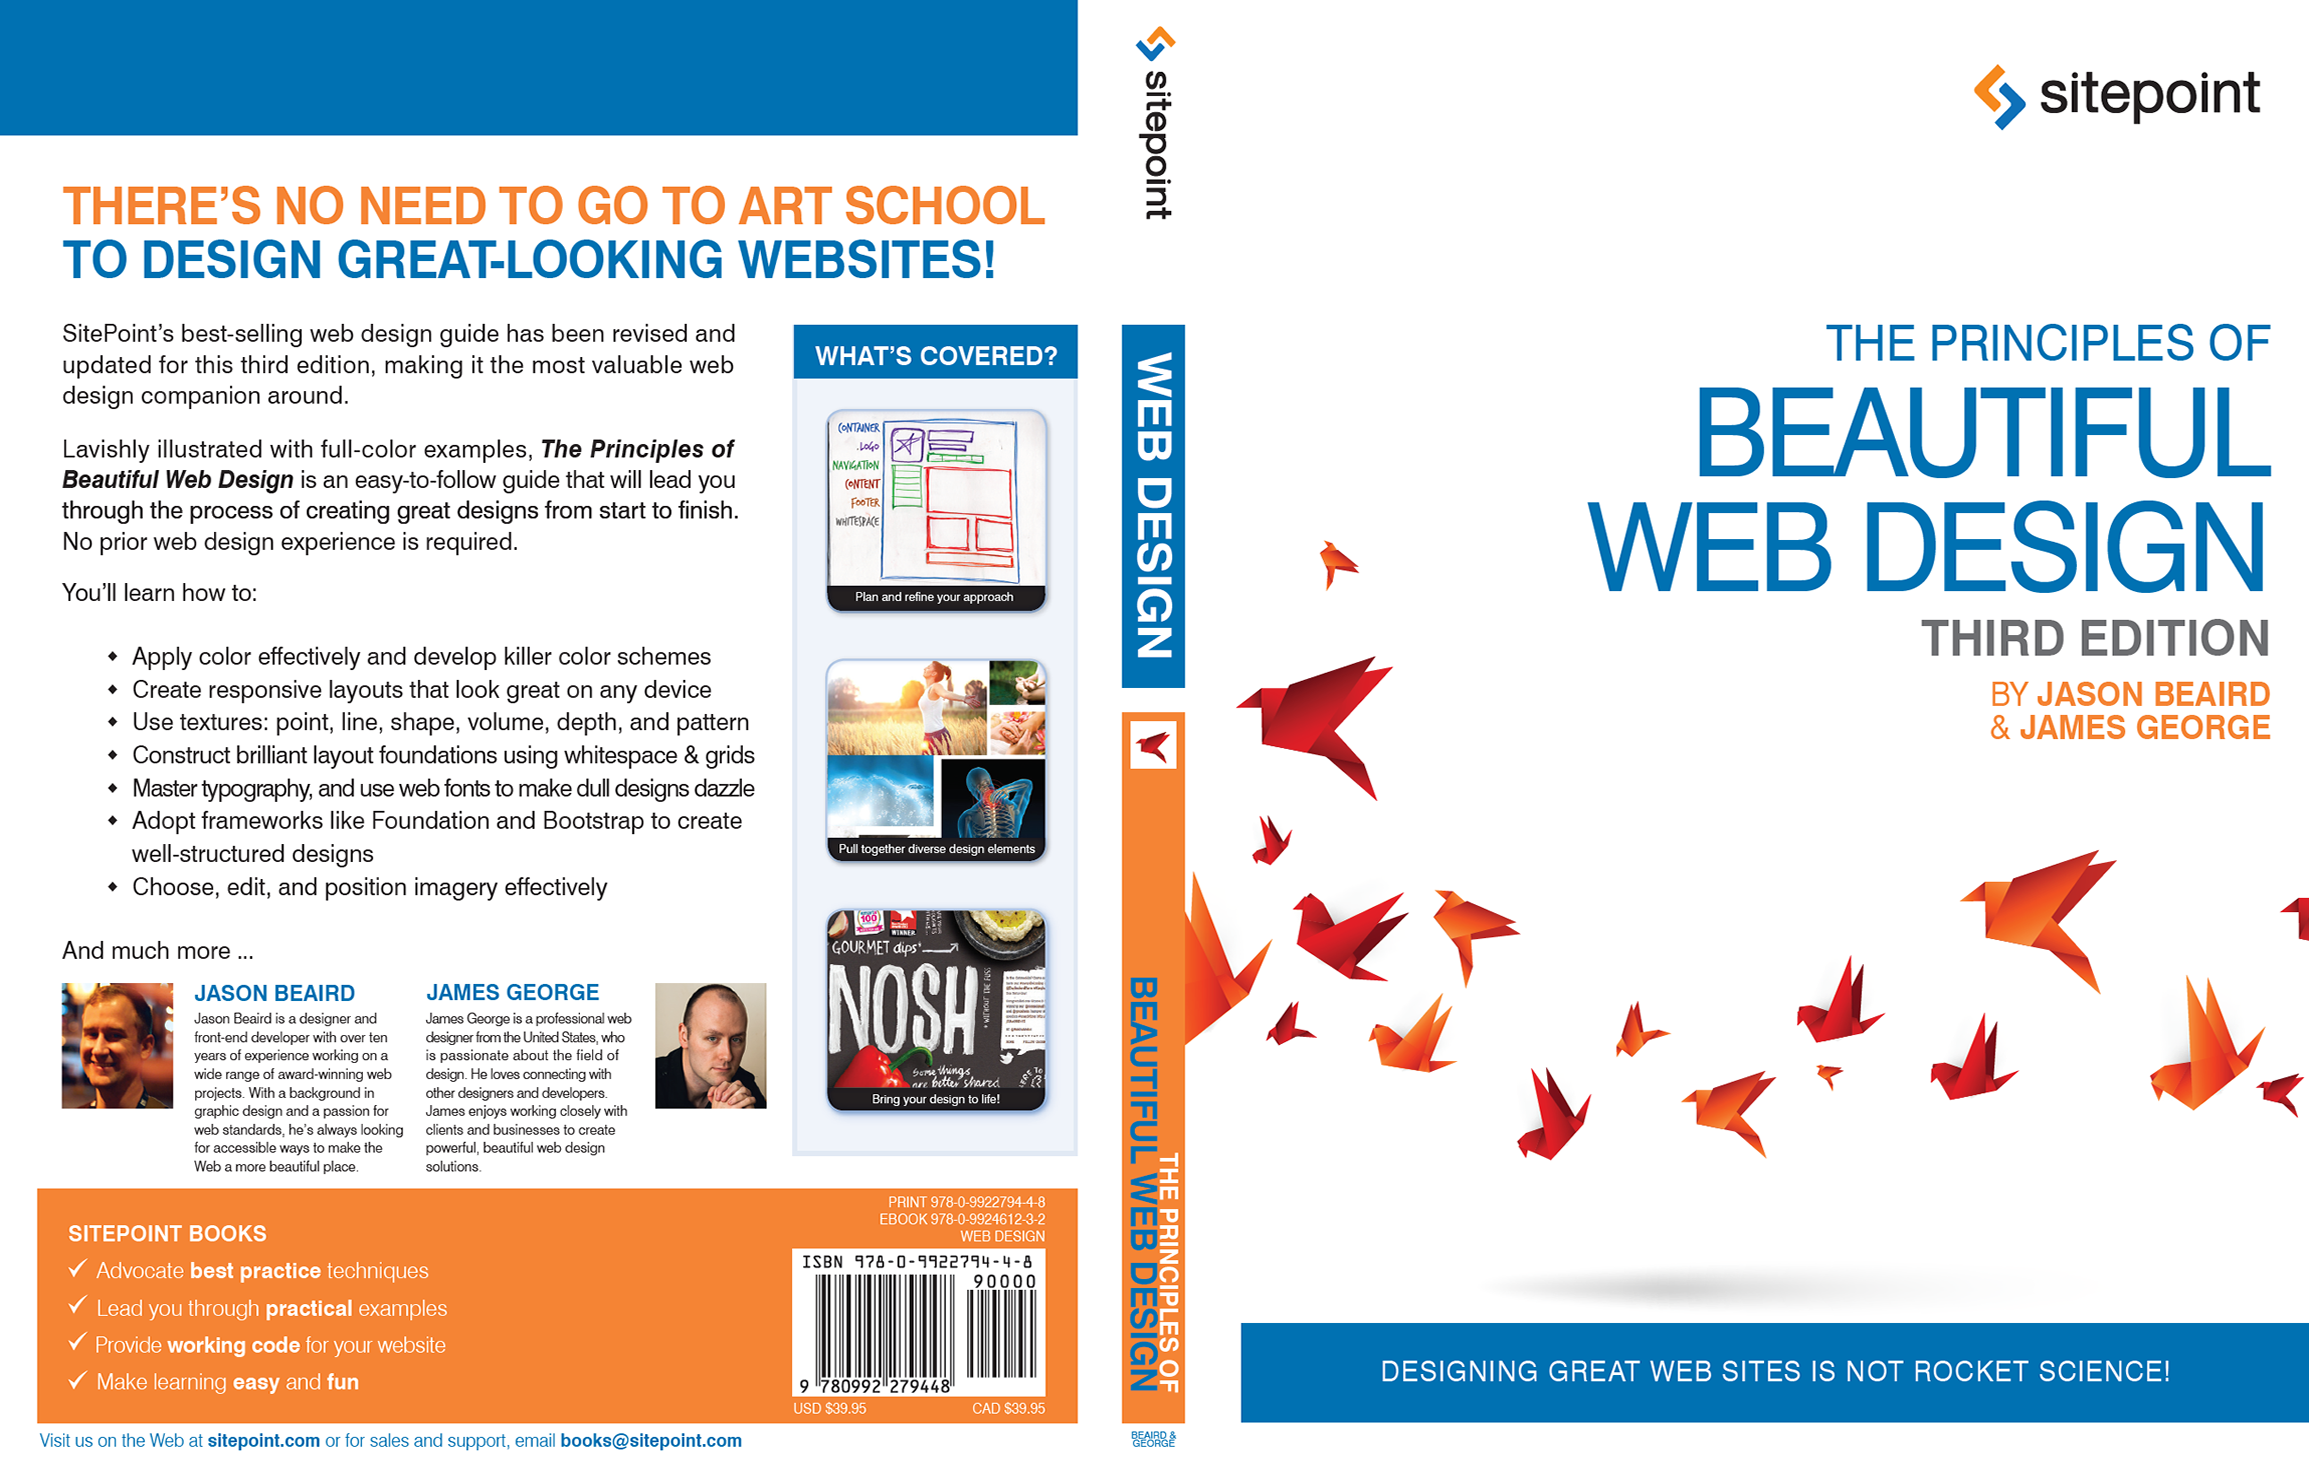 THERE’S NO NEED TO GO TO ART SCHOOL
TO DESIGN GREAT-LOOKING WEBSITES!
SitePoint’s best-selling web design guide has been revised and
updated for this third edition, making it the most valuable web
design companion around.
Lavishly illustrated with full-color examples, The Principles of
Beautiful Web Design is an easy-to-follow guide that will lead you
through the process of creating great designs from start to finish.
No prior web design experience is required.
You’ll learn how to:
Apply color effectively and develop killer color schemes
Create responsive layouts that look great on any device
Use textures: point, line, shape, volume, depth, and pattern
Construct brilliant layout foundations using whitespace & grids
Master typography, and use web fonts to make dull designs dazzle
Adopt frameworks like Foundation and Bootstrap to create
well-structured designs
Choose, edit, and position imagery effectively
And much more ...
JASON BEAIRD
Jason Beaird is a designer and
front-end developer with over ten
years of experience working on a
wide range of award-winning web
projects. With a background in
graphic design and a passion for
web standards, he’s always looking
for accessible ways to make the
Web a more beautiful place.
JAMES GEORGE
James George is a professional web
designer from the United States, who
is passionate about the field of
design. He loves connecting with
other designers and developers.
James enjoys working closely with
clients and businesses to create
powerful, beautiful web design
solutions.
WHAT’S COVERED?
CONTAINER
LOGO
NAVIGATION
CONTENT
FOOTER
WHITESPACE
Plan and refine your approach
Pull together diverse design elements
100
WINNER
GOURMET dips*
NOSH
* WITHOUT THE FUSS
Some things
are better shared
Bring your design to life!
SITEPOINT BOOKS
✓ Advocate best practice techniques
✓ Lead you through practical examples
✓ Provide working code for your website
✓ Make learning easy and fun
PRINT 978-0-9922794-4-8
EBOOK 978-0-9924612-3-2
WEB DESIGN
ISBN 978-0-9922794-4-8
90000
9 780992 279448
USD $39.95
CAD $39.95
Visit us on the Web at sitepoint.com or for sales and support, email books@sitepoint.com
sitepoint
WEB DESIGN
THE PRINCIPLES OF
BEAUTIFUL WEB DESIGN
BEAIRD &
GEORGE
sitepoint
THE PRINCIPLES OF
BEAUTIFUL
WEB DESIGN
THIRD EDITION
BY JASON BEAIRD
& JAMES GEORGE
DESIGNING GREAT WEB SITES IS NOT ROCKET SCIENCE!